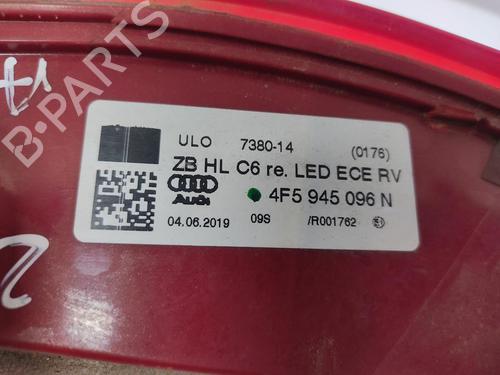 B-PARTS
ULO 7380-14 (0176)
ZB HL C6 re. LED ECE RV
Audi 4F5 945 096 N
04.06.2019 09S /R001762